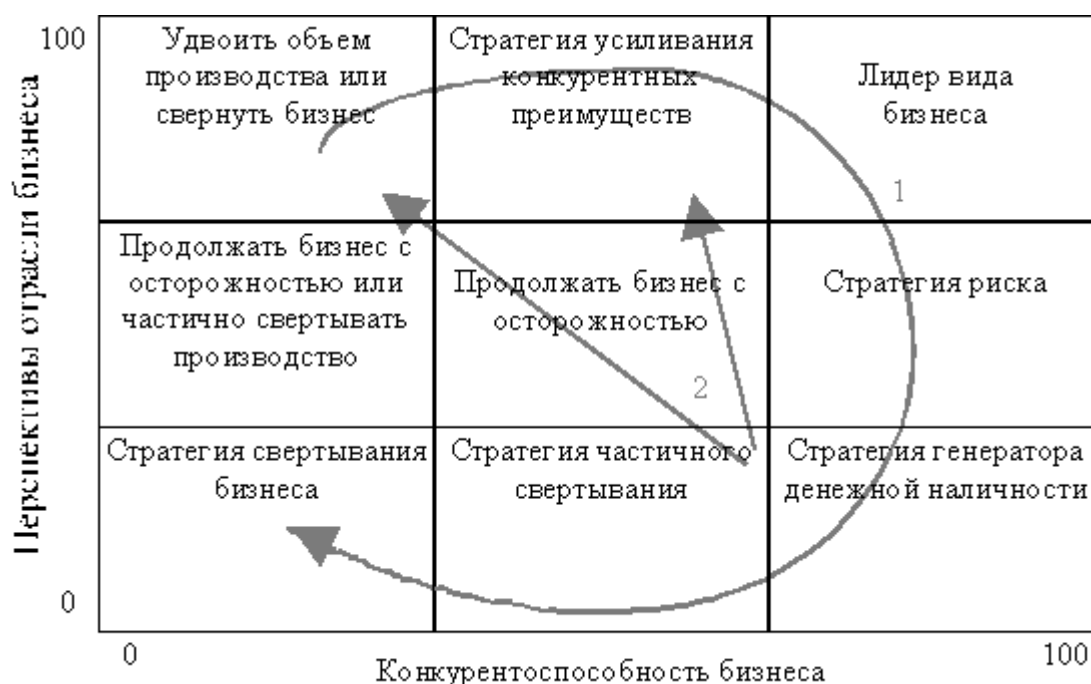 100
Удвоить объем
производства или
свернуть бизнес
Стратегия усиливания
конкурентных
преимуществ
Лидер вида
бизнеса
1
Перспективы отрасли бизнеса
Продолжать бизнес с
осторожностью или
частично свертывать
производство
Продолжать бизнес с
осторожностью
Стратегия риска
2
Стратегия свертывания
бизнеса
Стратегия частичного
свертывания
Стратегия генератора
денежной наличности
0
0
Конкурентоспособность бизнеса
100